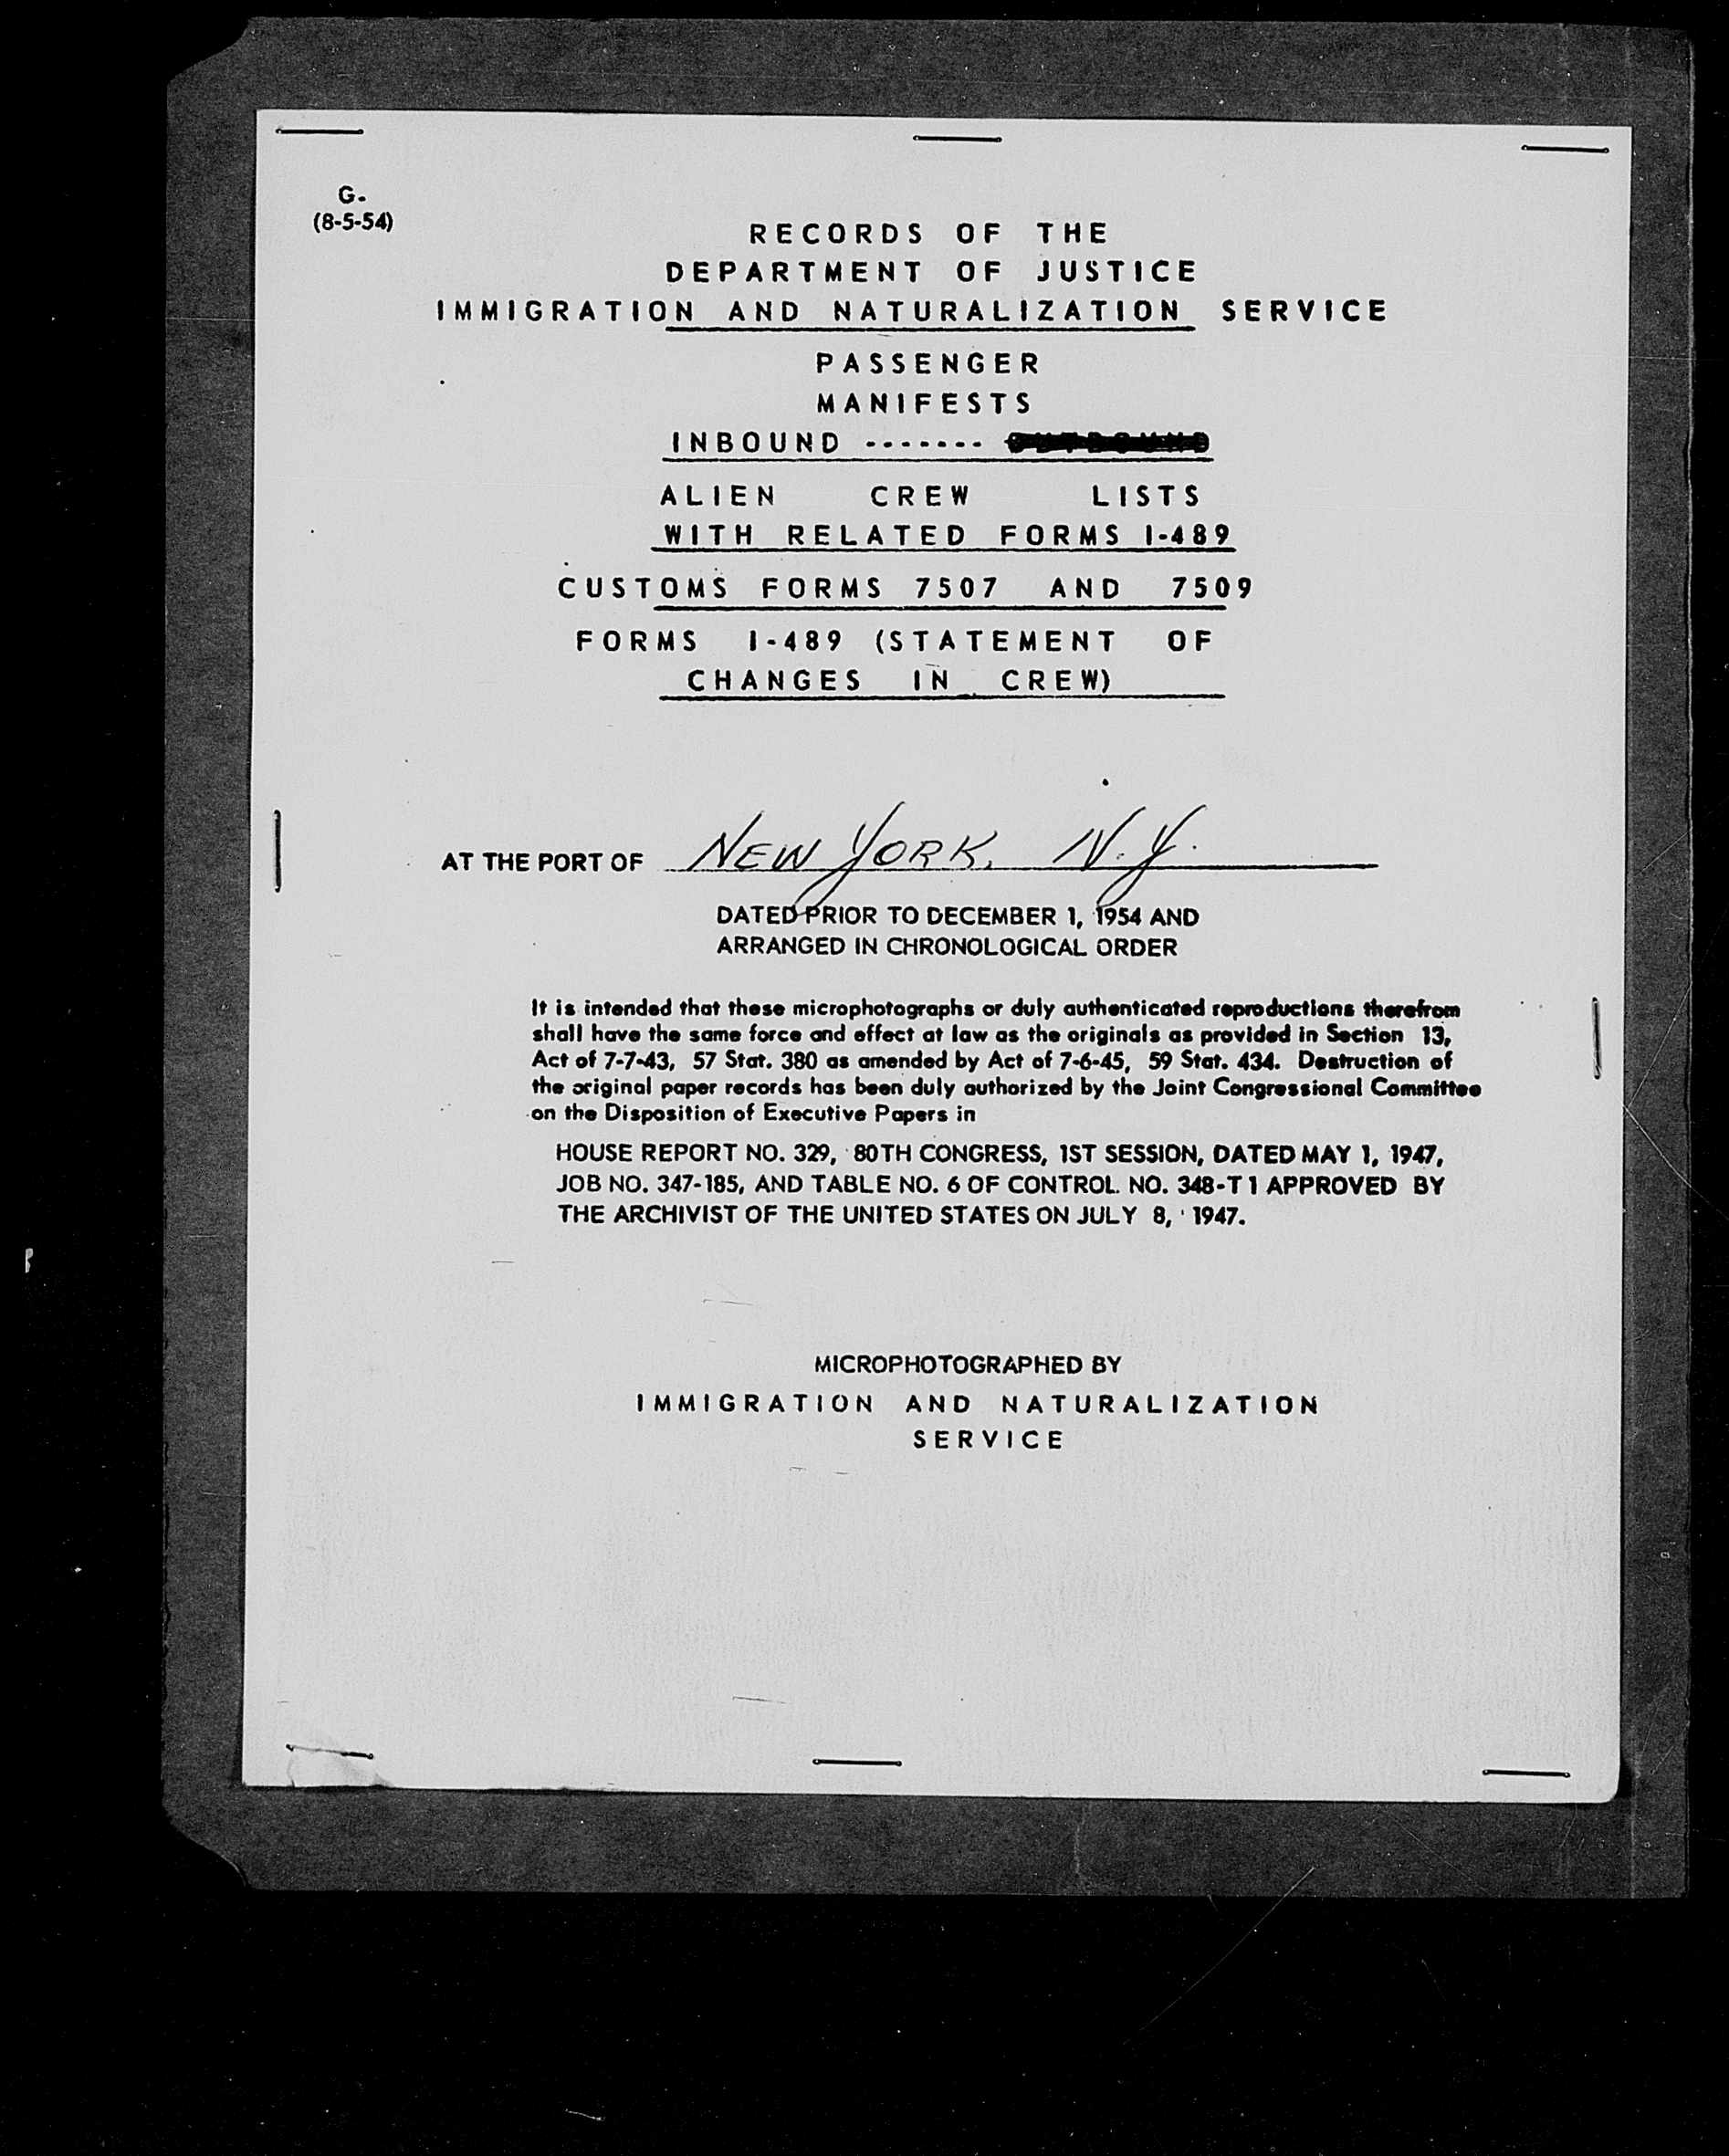 G.
(8-5-54)
RECORDS OF THE
DEPARTMENT OF JUSTICE
IMMIGRATION AND NATURALIZATION SERVICE
PASSENGER
MANIFESTS
INBOUND ------- OUTBOUND
ALIEN CREW LISTS
WITH RELATED FORMS I-489
CUSTOMS FORMS 7507 AND 7509
FORMS I-489 (STATEMENT OF
CHANGES IN CREW)
AT THE PORT OF NEW YORK, N.Y.
DATED PRIOR TO DECEMBER 1, 1954 AND
ARRANGED IN CHRONOLOGICAL ORDER
It is intended that these microphotographs or duly authenticated reproductions therefrom
shall have the same force and effect at law as the originals as provided in Section 13,
Act of 7-7-43, 57 Stat. 380 as amended by Act of 7-6-45, 59 Stat. 434. Destruction of
the original paper records has been duly authorized by the Joint Congressional Committee
on the Disposition of Executive Papers in
HOUSE REPORT NO. 329, 80TH CONGRESS, 1ST SESSION, DATED MAY 1, 1947,
JOB NO. 347-185, AND TABLE NO. 6 OF CONTROL NO. 348-T1 APPROVED BY
THE ARCHIVIST OF THE UNITED STATES ON JULY 8, 1947.
MICROPHOTOGRAPHED BY
IMMIGRATION AND NATURALIZATION
SERVICE